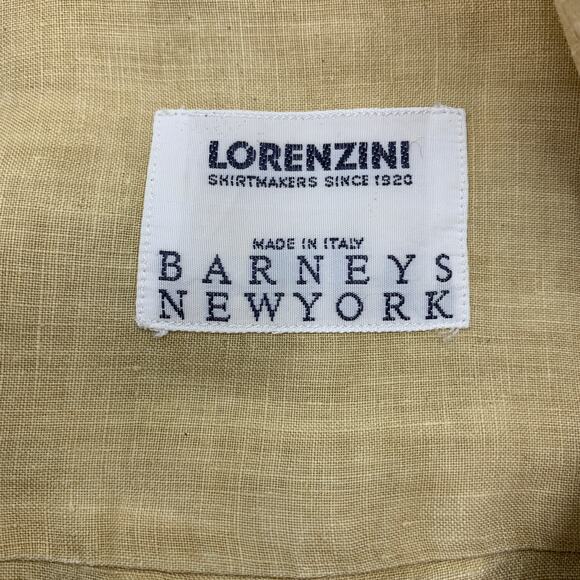 LORENZINI
SHIRTMAKERS SINCE 1920
MADE IN ITALY
BARNEYS
NEWYORK